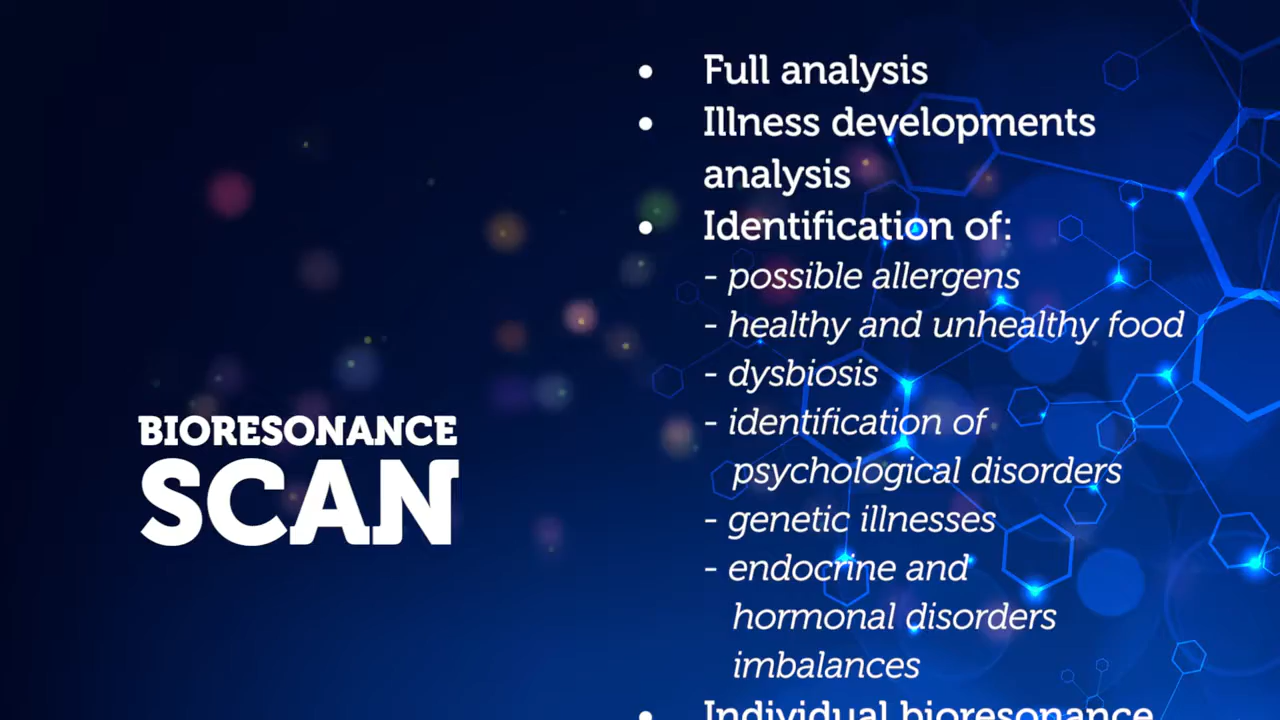 BIORESONANCE
SCAN
• Full analysis
• Illness developments
analysis
• Identification of:
- possible allergens
- healthy and unhealthy food
- dysbiosis
- identification of
psychological disorders
- genetic illnesses
- endocrine and
hormonal disorders
imbalances
• Individual bioresonance